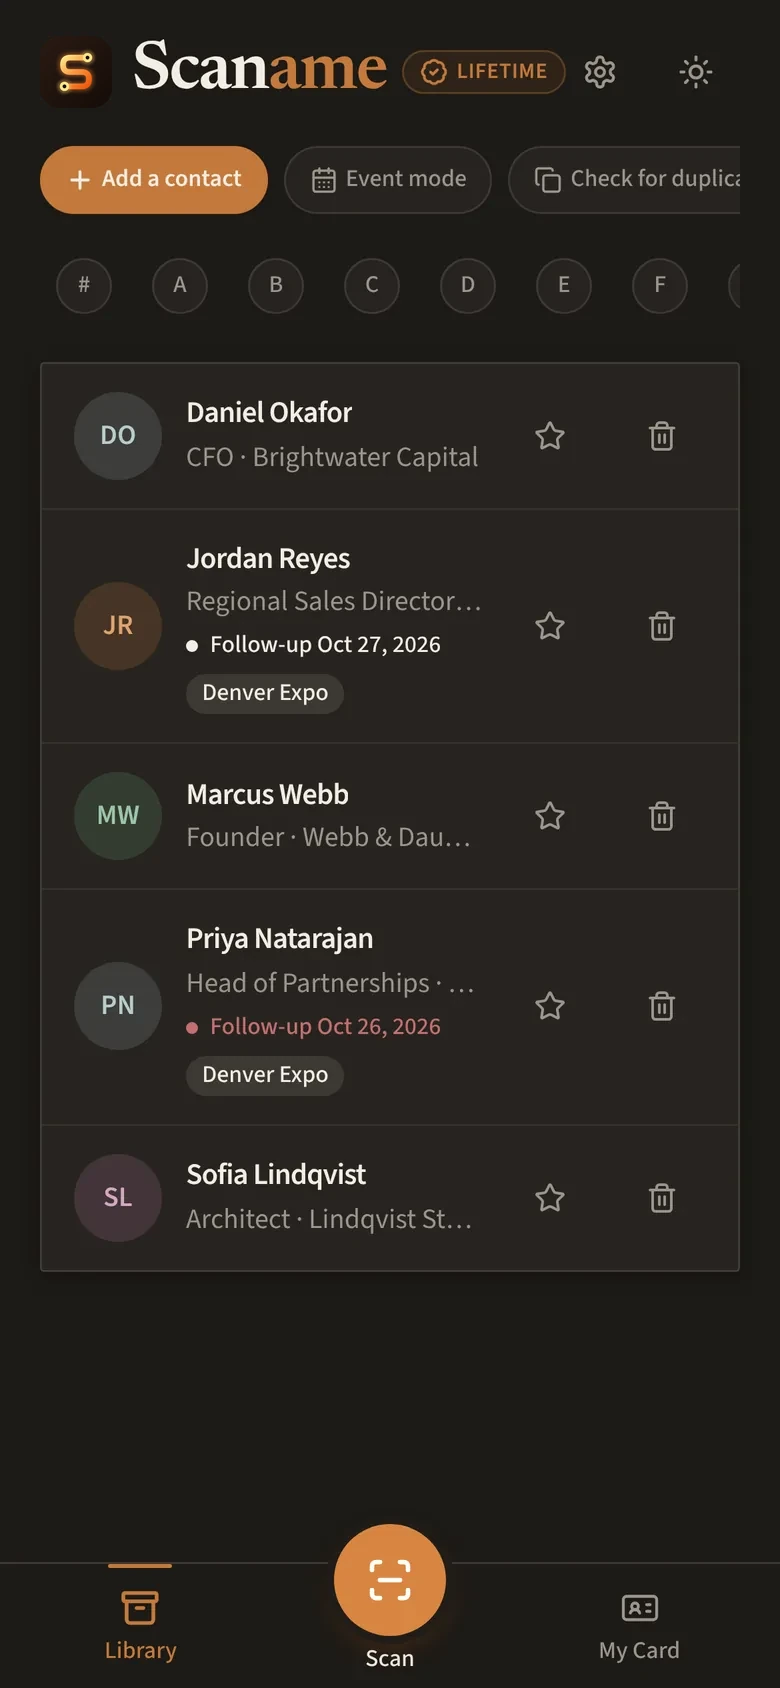 Scaname LIFETIME
Add a contact Event mode Check for duplica
# A B C D E F
DO Daniel Okafor
CFO · Brightwater Capital
Jordan Reyes
JR Regional Sales Director…
Follow-up Oct 27, 2026
Denver Expo
MW Marcus Webb
Founder · Webb & Dau…
Priya Natarajan
PN Head of Partnerships · …
Follow-up Oct 26, 2026
Denver Expo
SL Sofia Lindqvist
Architect · Lindqvist St…
Library Scan My Card